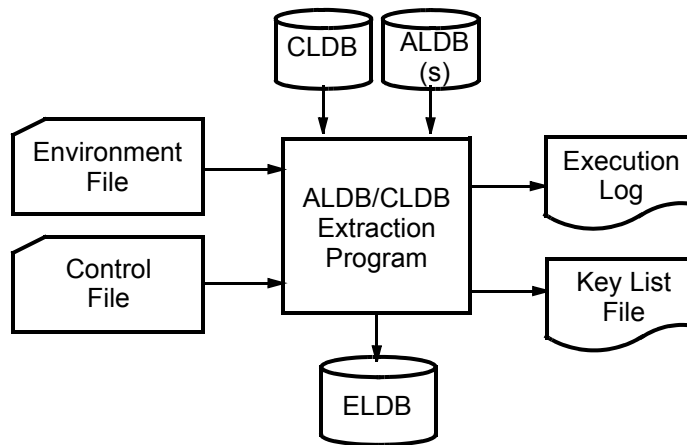 CLDB
ALDB
(s)
Environment
File
ALDB/CLDB
Extraction
Program
Execution
Log
Control
File
Key List
File
ELDB